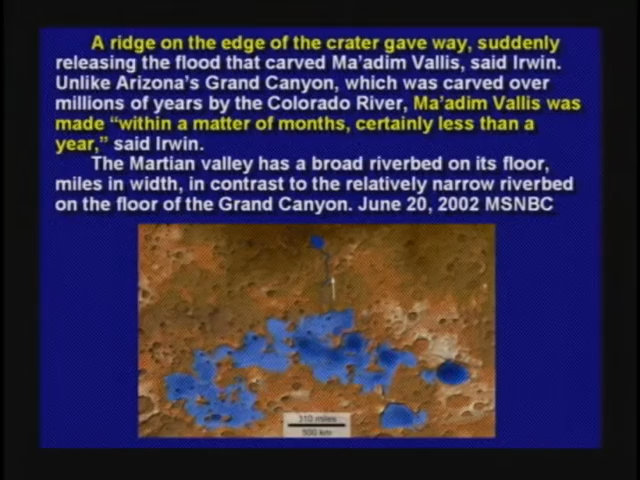 A ridge on the edge of the crater gave way, suddenly
releasing the flood that carved Ma'adim Vallis, said Irwin.
Unlike Arizona's Grand Canyon, which was carved over
millions of years by the Colorado River, Ma'adim Vallis was
made "within a matter of months, certainly less than a
year," said Irwin.
The Martian valley has a broad riverbed on its floor,
miles in width, in contrast to the relatively narrow riverbed
on the floor of the Grand Canyon. June 20, 2002 MSNBC
310 miles
500 km